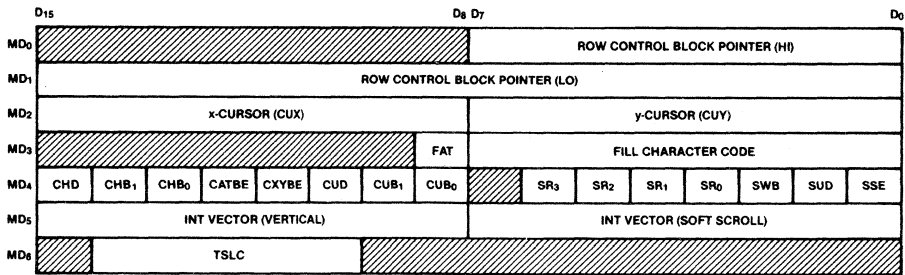 D15 D8 D7 D0
MD0 ROW CONTROL BLOCK POINTER (HI)
MD1 ROW CONTROL BLOCK POINTER (LO)
MD2 x-CURSOR (CUX) y-CURSOR (CUY)
MD3 FAT FILL CHARACTER CODE
MD4 CHD CHB1 CHB0 CATBE CXYBE CUD CUB1 CUB0 SR3 SR2 SR1 SR0 SWB SUD SSE
MD5 INT VECTOR (VERTICAL) INT VECTOR (SOFT SCROLL)
MD6 TSLC